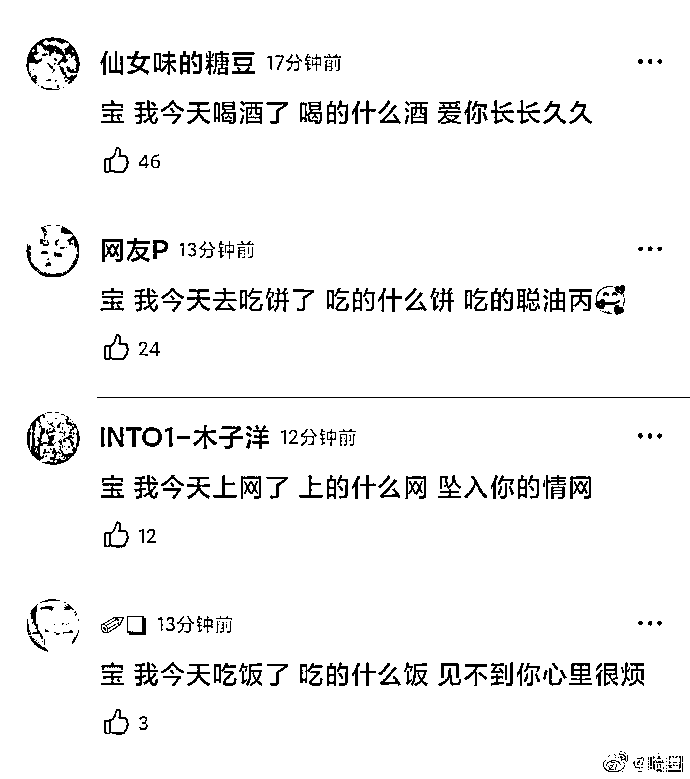 仙女味的糖豆 17分钟前
宝 我今天喝酒了 喝的什么酒 爱你长长久久
46
网友P 13分钟前
宝 我今天去吃饼了 吃的什么饼 吃的聪油丙🥰
24
INTO1-木子洋 12分钟前
宝 我今天上网了 上的什么网 坠入你的情网
12
13分钟前
宝 我今天吃饭了 吃的什么饭 见不到你心里很烦
3